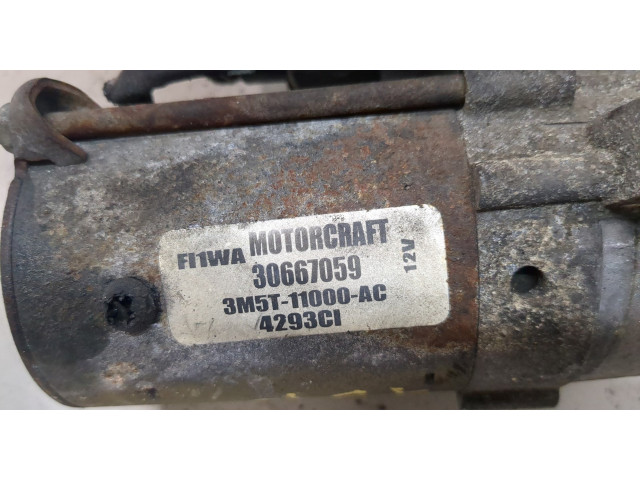 FI1WA MOTORCRAFT
30667059
12V
3M5T-11000-AC
4293CI